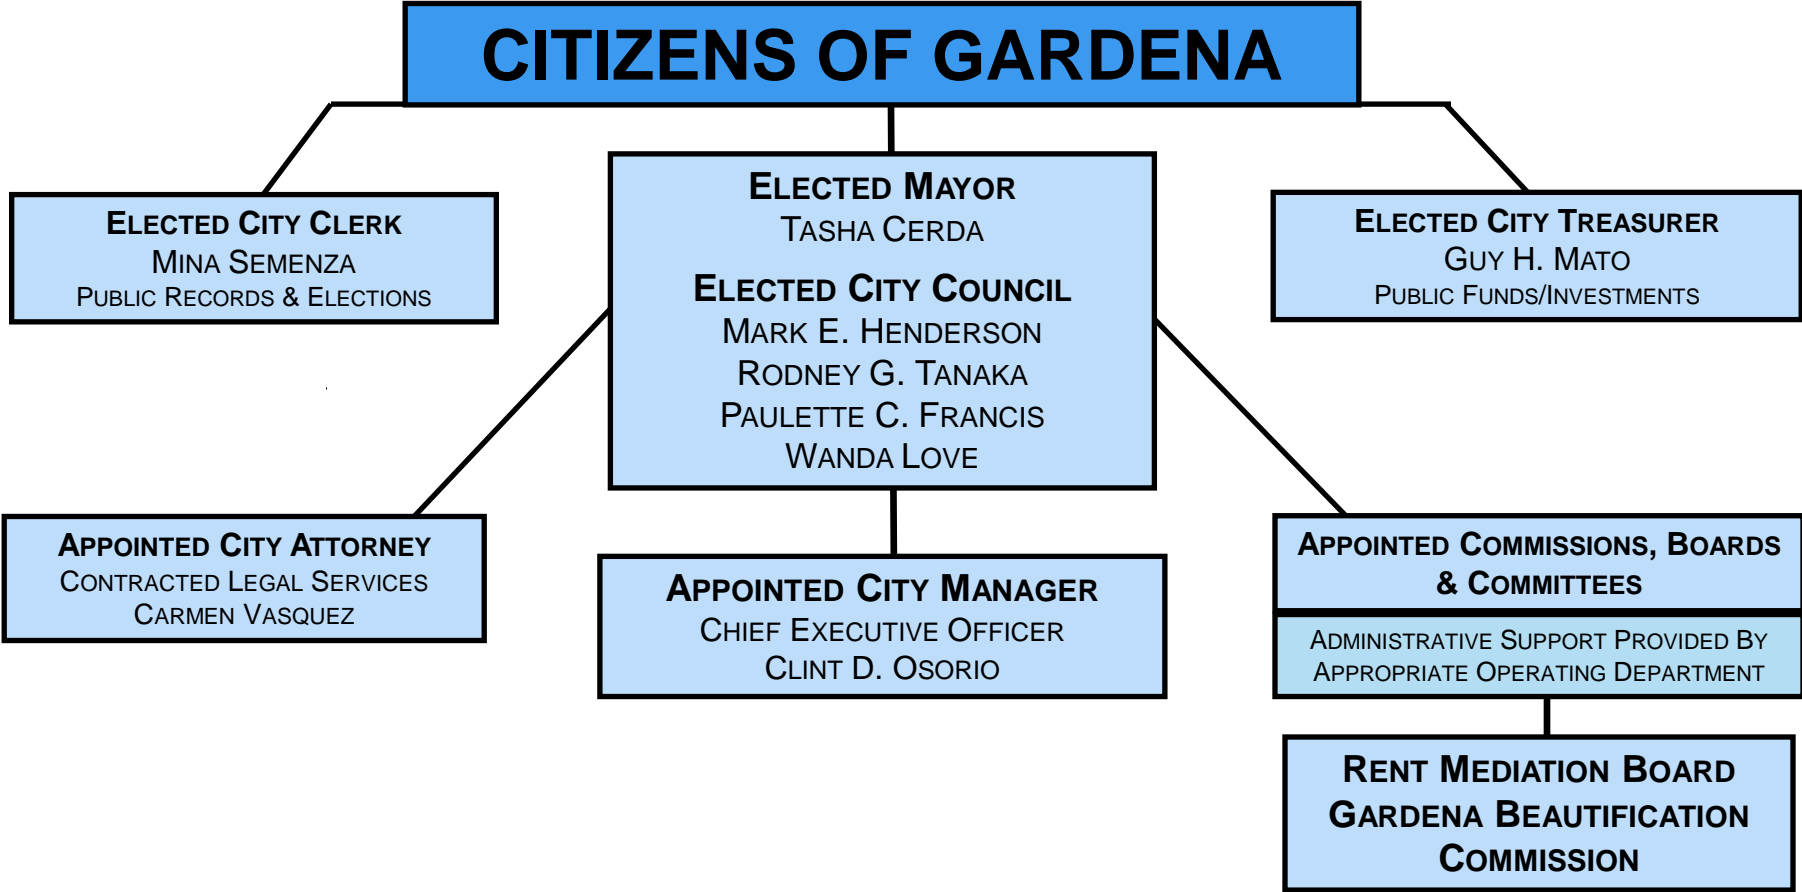 CITIZENS OF GARDENA
ELECTED CITY CLERK
MINA SEMENZA
PUBLIC RECORDS & ELECTIONS
ELECTED MAYOR
TASHA CERDA
ELECTED CITY COUNCIL
MARK E. HENDERSON
RODNEY G. TANAKA
PAULETTE C. FRANCIS
WANDA LOVE
ELECTED CITY TREASURER
GUY H. MATO
PUBLIC FUNDS/INVESTMENTS
APPOINTED CITY ATTORNEY
CONTRACTED LEGAL SERVICES
CARMEN VASQUEZ
APPOINTED CITY MANAGER
CHIEF EXECUTIVE OFFICER
CLINT D. OSORIO
APPOINTED COMMISSIONS, BOARDS
& COMMITTEES
ADMINISTRATIVE SUPPORT PROVIDED BY
APPROPRIATE OPERATING DEPARTMENT
RENT MEDIATION BOARD
GARDENA BEAUTIFICATION
COMMISSION